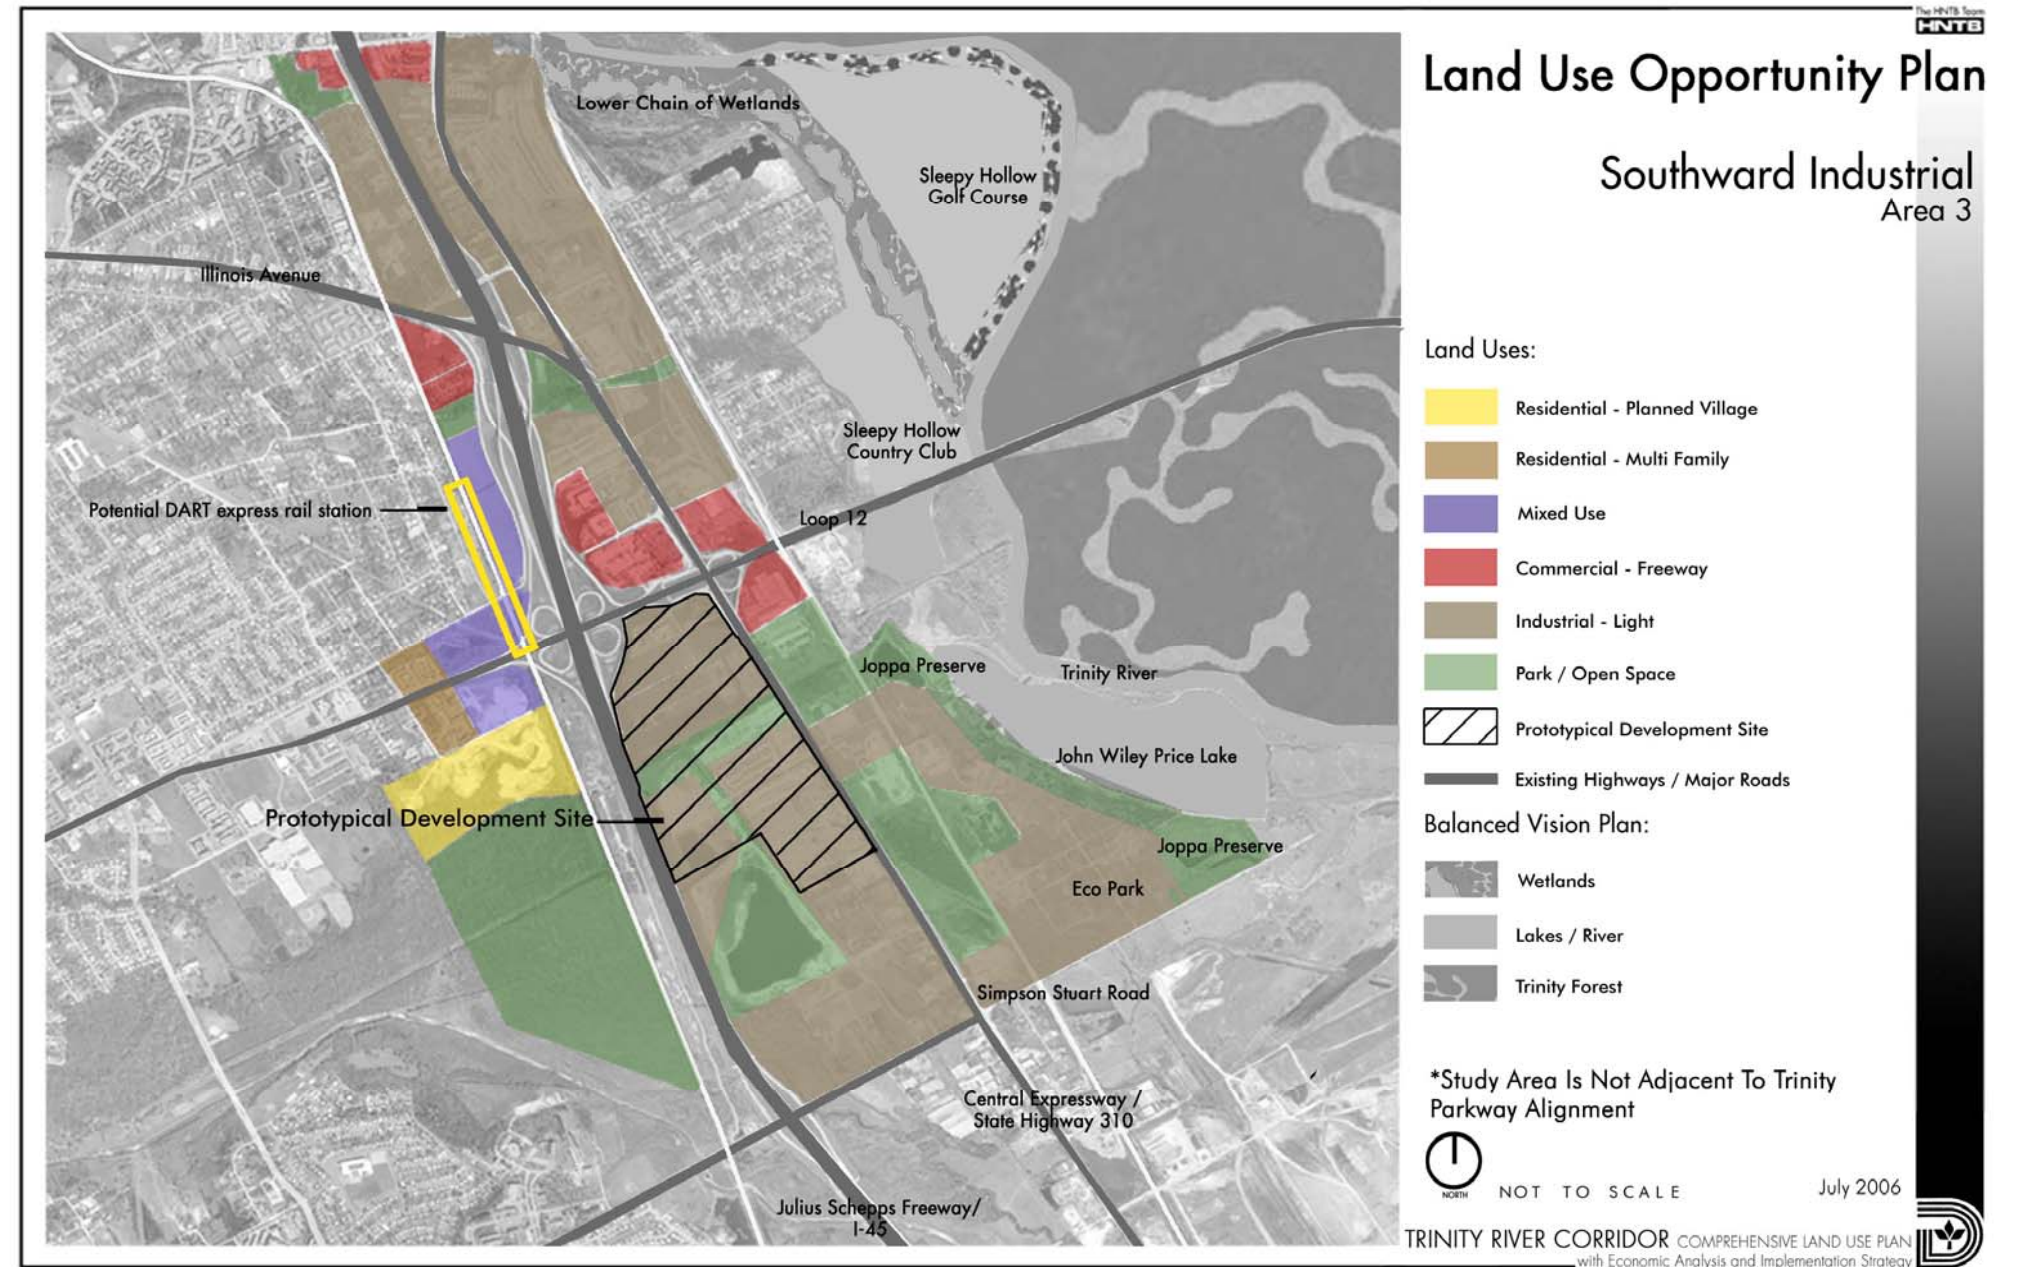 The HNTB Team
HNTB
Land Use Opportunity Plan
Southward Industrial
Area 3
Lower Chain of Wetlands
Sleepy Hollow
Golf Course
Illinois Avenue
Sleepy Hollow
Country Club
Potential DART express rail station
Loop 12
Joppa Preserve
Trinity River
John Wiley Price Lake
Prototypical Development Site
Joppa Preserve
Eco Park
Simpson Stuart Road
Central Expressway /
State Highway 310
Julius Schepps Freeway/
I-45
Land Uses:
Residential - Planned Village
Residential - Multi Family
Mixed Use
Commercial - Freeway
Industrial - Light
Park / Open Space
Prototypical Development Site
Existing Highways / Major Roads
Balanced Vision Plan:
Wetlands
Lakes / River
Trinity Forest
*Study Area Is Not Adjacent To Trinity
Parkway Alignment
NORTH
NOT TO SCALE
July 2006
TRINITY RIVER CORRIDOR COMPREHENSIVE LAND USE PLAN
with Economic Analysis and Implementation Strategy